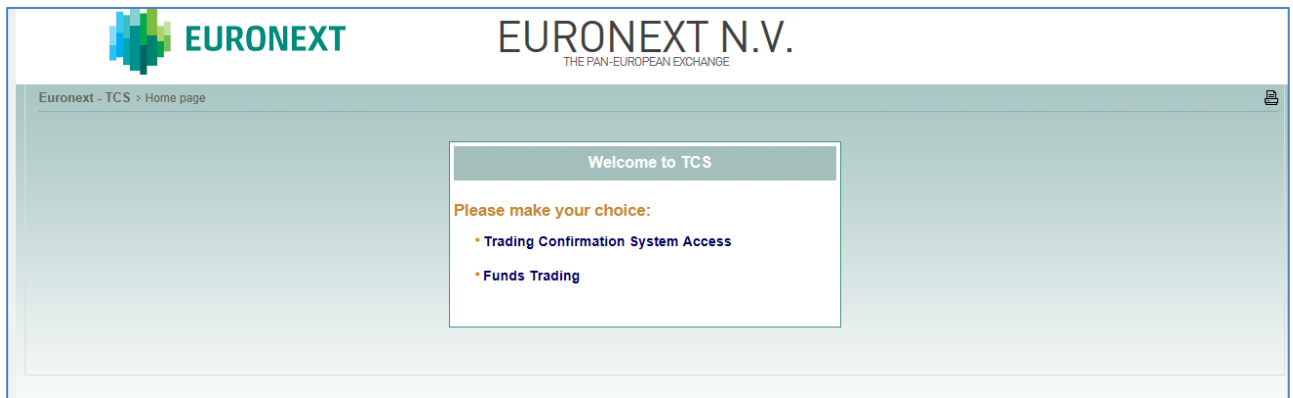 EURONEXT
EURONEXT N.V.
THE PAN-EUROPEAN EXCHANGE
Euronext - TCS > Home page
Welcome to TCS
Please make your choice:
• Trading Confirmation System Access
• Funds Trading